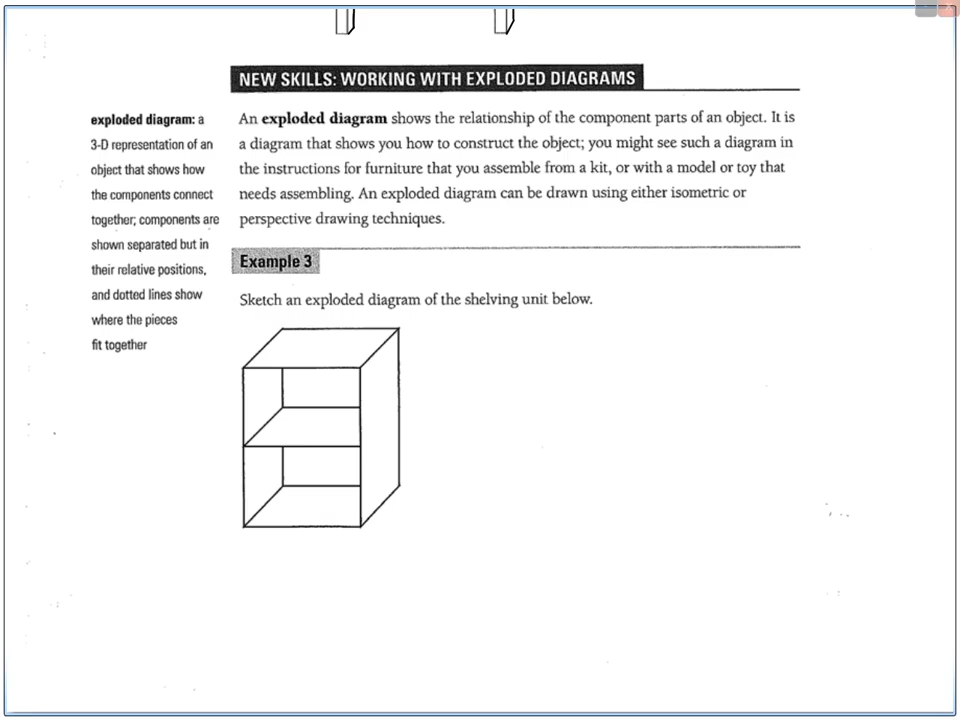 NEW SKILLS: WORKING WITH EXPLODED DIAGRAMS
exploded diagram: a
3-D representation of an
object that shows how
the components connect
together; components are
shown separated but in
their relative positions,
and dotted lines show
where the pieces
fit together
An exploded diagram shows the relationship of the component parts of an object. It is
a diagram that shows you how to construct the object; you might see such a diagram in
the instructions for furniture that you assemble from a kit, or with a model or toy that
needs assembling. An exploded diagram can be drawn using either isometric or
perspective drawing techniques.
Example 3
Sketch an exploded diagram of the shelving unit below.